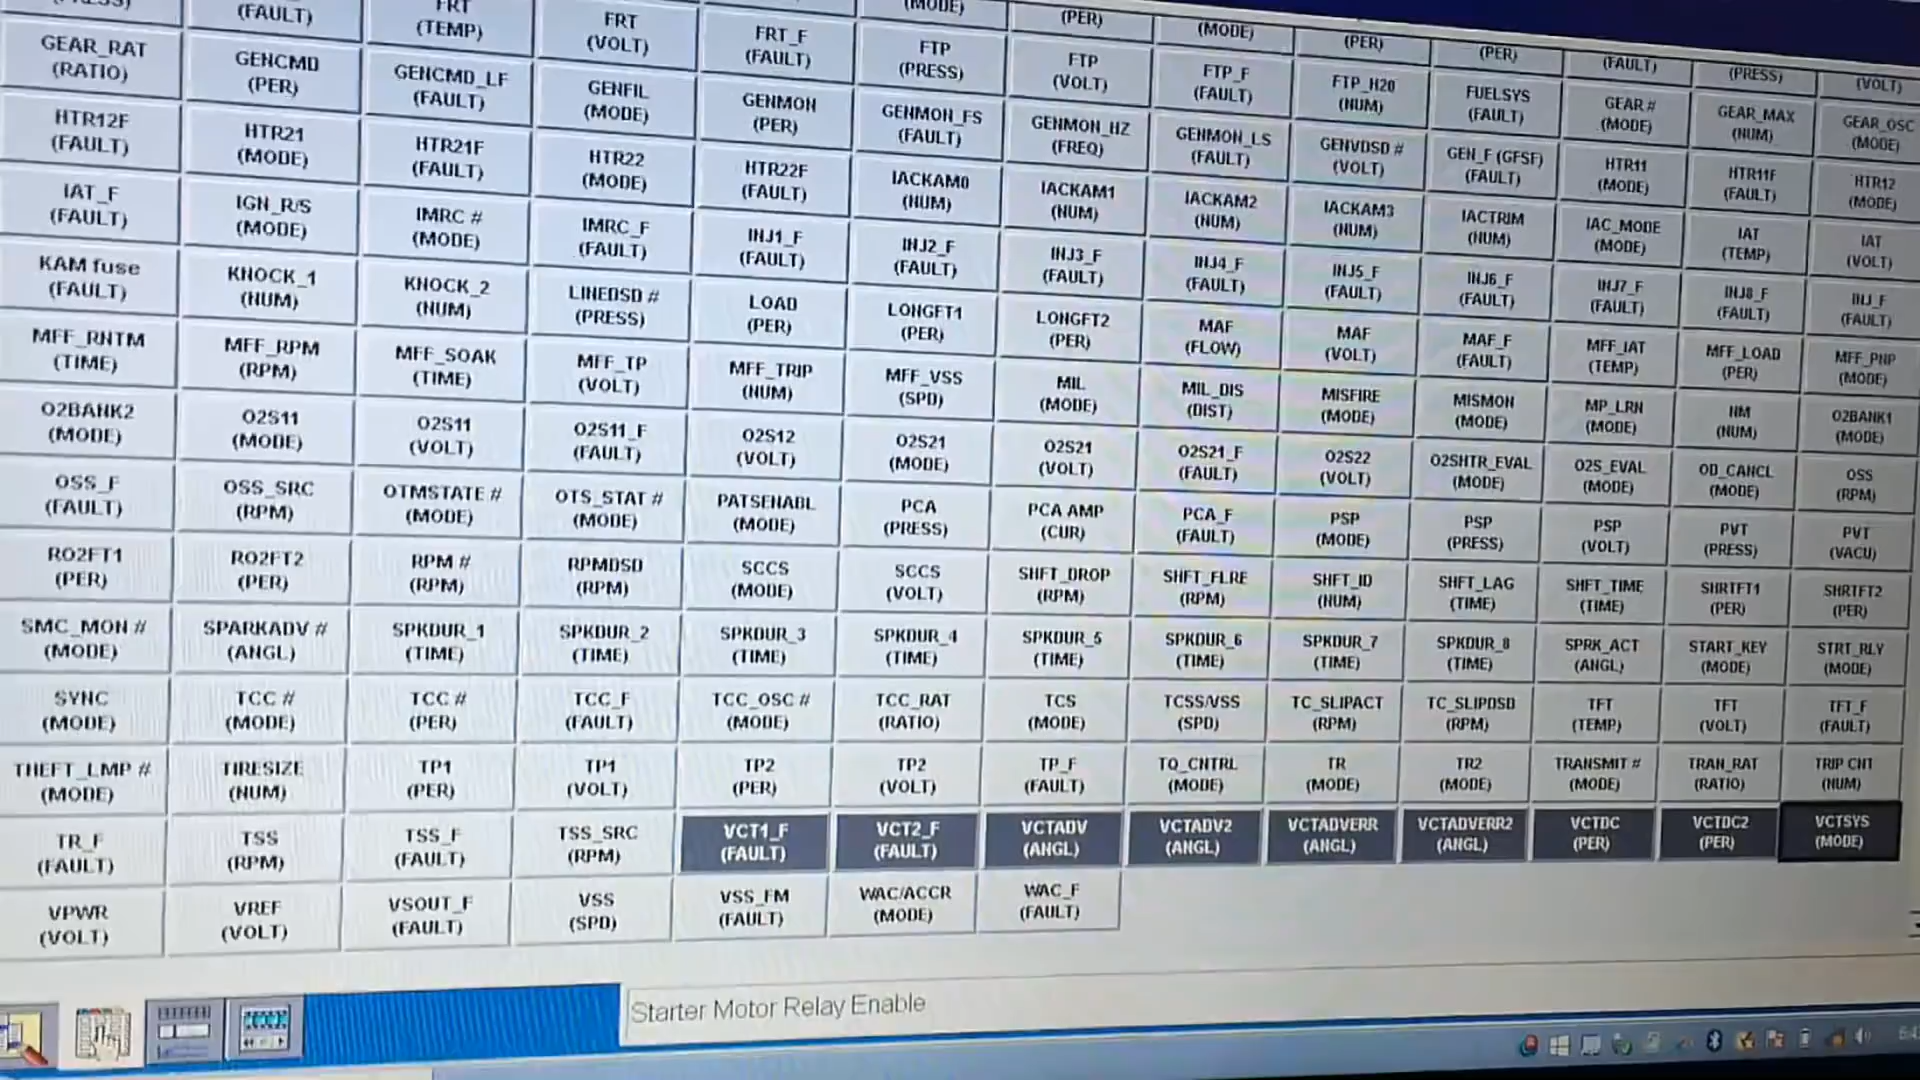 (FAULT)
FRT
(TEMP)
FRT
(VOLT)
FRT_F
(FAULT)
(MODE)
(PER)
(MODE)
(PER)
(PER)
(FAULT)
(PRESS)
(VOLT)
GEAR_RAT
(RATIO)
GENCMD
(PER)
GENCMD_LF
(FAULT)
GENFIL
(MODE)
GENMON
(PER)
FTP
(PRESS)
FTP
(VOLT)
FTP_F
(FAULT)
FTP_H20
(NUM)
FUELSYS
(FAULT)
GEAR #
(MODE)
GEAR_MAX
(NUM)
GEAR_OSC
(MODE)
HTR12F
(FAULT)
HTR21
(MODE)
HTR21F
(FAULT)
HTR22
(MODE)
HTR22F
(FAULT)
GENMON_FS
(FAULT)
GENMON_HZ
(FREQ)
GENMON_LS
(FAULT)
GENVDSD #
(VOLT)
GEN_F (GFSF)
(FAULT)
HTR11
(MODE)
HTR11F
(FAULT)
HTR12
(MODE)
IAT_F
(FAULT)
IGN_R/S
(MODE)
IMRC #
(MODE)
IMRC_F
(FAULT)
INJ1_F
(FAULT)
IACKAM0
(NUM)
IACKAM1
(NUM)
IACKAM2
(NUM)
IACKAM3
(NUM)
IACTRIM
(NUM)
IAC_MODE
(MODE)
IAT
(TEMP)
IAT
(VOLT)
KAM fuse
(FAULT)
KNOCK_1
(NUM)
KNOCK_2
(NUM)
LINEDSD #
(PRESS)
LOAD
(PER)
INJ2_F
(FAULT)
INJ3_F
(FAULT)
INJ4_F
(FAULT)
INJ5_F
(FAULT)
INJ6_F
(FAULT)
INJ7_F
(FAULT)
INJ8_F
(FAULT)
INJ_F
(FAULT)
MFF_RNTM
(TIME)
MFF_RPM
(RPM)
MFF_SOAK
(TIME)
MFF_TP
(VOLT)
MFF_TRIP
(NUM)
LONGFT1
(PER)
LONGFT2
(PER)
MAF
(FLOW)
MAF
(VOLT)
MAF_F
(FAULT)
MFF_IAT
(TEMP)
MFF_LOAD
(PER)
MFF_PNP
(MODE)
O2BANK2
(MODE)
O2S11
(MODE)
O2S11
(VOLT)
O2S11_F
(FAULT)
O2S12
(VOLT)
MFF_VSS
(SPD)
MIL
(MODE)
MIL_DIS
(DIST)
MISFIRE
(MODE)
MISMON
(MODE)
MP_LRN
(MODE)
NM
(NUM)
O2BANK1
(MODE)
OSS_F
(FAULT)
OSS_SRC
(RPM)
OTMSTATE #
(MODE)
OTS_STAT #
(MODE)
PATSENABL
(MODE)
O2S21
(MODE)
O2S21
(VOLT)
O2S21_F
(FAULT)
O2S22
(VOLT)
O2SHTR_EVAL
(MODE)
O2S_EVAL
(MODE)
OD_CANCL
(MODE)
OSS
(RPM)
RO2FT1
(PER)
RO2FT2
(PER)
RPM #
(RPM)
RPMDSD
(RPM)
SCCS
(MODE)
PCA
(PRESS)
PCA AMP
(CUR)
PCA_F
(FAULT)
PSP
(MODE)
PSP
(PRESS)
PSP
(VOLT)
PVT
(PRESS)
PVT
(VACU)
SMC_MON #
(MODE)
SPARKADV #
(ANGL)
SPKDUR_1
(TIME)
SPKDUR_2
(TIME)
SPKDUR_3
(TIME)
SCCS
(VOLT)
SHFT_DROP
(RPM)
SHFT_FLRE
(RPM)
SHFT_ID
(NUM)
SHFT_LAG
(TIME)
SHFT_TIME
(TIME)
SHRTFT1
(PER)
SHRTFT2
(PER)
SPKDUR_4
(TIME)
SPKDUR_5
(TIME)
SPKDUR_6
(TIME)
SPKDUR_7
(TIME)
SPKDUR_8
(TIME)
SPRK_ACT
(ANGL)
START_KEY
(MODE)
STRT_RLY
(MODE)
SYNC
(MODE)
TCC #
(MODE)
TCC #
(PER)
TCC_F
(FAULT)
TCC_OSC #
(MODE)
TCC_RAT
(RATIO)
TCS
(MODE)
TCSS/VSS
(SPD)
TC_SLIPACT
(RPM)
TC_SLIPDSD
(RPM)
TFT
(TEMP)
TFT
(VOLT)
TFT_F
(FAULT)
THEFT_LMP #
(MODE)
TIRESIZE
(NUM)
TP1
(PER)
TP1
(VOLT)
TP2
(PER)
TP2
(VOLT)
TP_F
(FAULT)
TQ_CNTRL
(MODE)
TR
(MODE)
TR2
(MODE)
TRANSMIT #
(MODE)
TRAN_RAT
(RATIO)
TRIP CNT
(NUM)
TR_F
(FAULT)
TSS
(RPM)
TSS_F
(FAULT)
TSS_SRC
(RPM)
VCT1_F
(FAULT)
VCT2_F
(FAULT)
VCTADV
(ANGL)
VCTADV2
(ANGL)
VCTADVERR
(ANGL)
VCTADVERR2
(ANGL)
VCTDC
(PER)
VCTDC2
(PER)
VCTSYS
(MODE)
VPWR
(VOLT)
VREF
(VOLT)
VSOUT_F
(FAULT)
VSS
(SPD)
VSS_FM
(FAULT)
WAC/ACCR
(MODE)
WAC_F
(FAULT)
Starter Motor Relay Enable